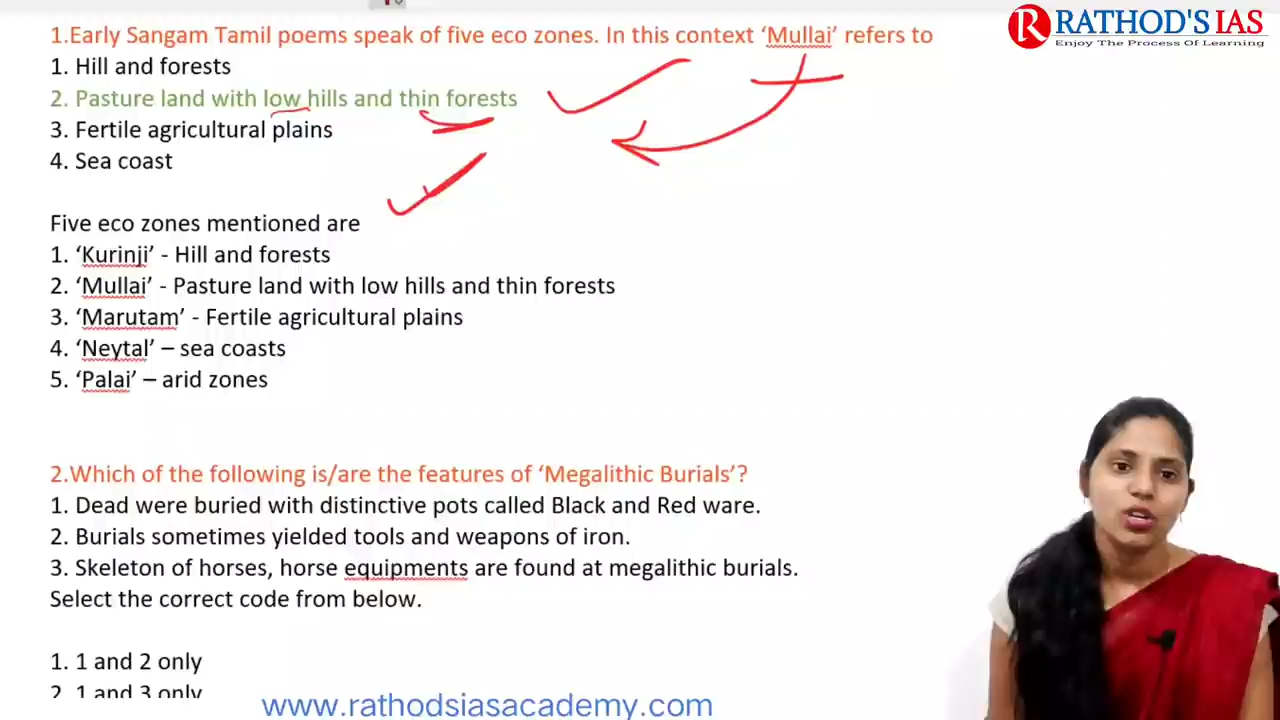 RATHOD'S IAS
Enjoy The Process Of Learning
1.Early Sangam Tamil poems speak of five eco zones. In this context ‘Mullai’ refers to
1. Hill and forests
2. Pasture land with low hills and thin forests
3. Fertile agricultural plains
4. Sea coast
Five eco zones mentioned are
1. ‘Kurinji’ - Hill and forests
2. ‘Mullai’ - Pasture land with low hills and thin forests
3. ‘Marutam’ - Fertile agricultural plains
4. ‘Neytal’ – sea coasts
5. ‘Palai’ – arid zones
2.Which of the following is/are the features of ‘Megalithic Burials’?
1. Dead were buried with distinctive pots called Black and Red ware.
2. Burials sometimes yielded tools and weapons of iron.
3. Skeleton of horses, horse equipments are found at megalithic burials.
Select the correct code from below.
1. 1 and 2 only
2. 1 and 3 only
www.rathodsiasacademy.com